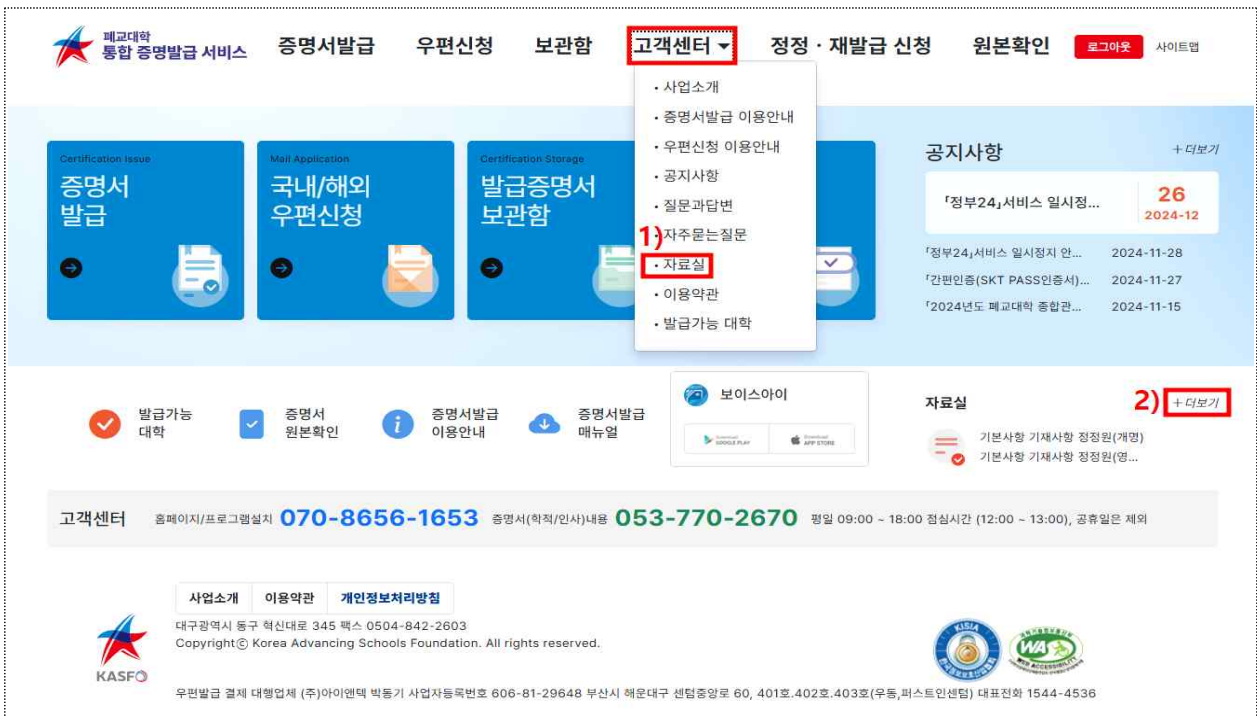 폐교대학
통합 증명발급 서비스
증명서발급 우편신청 보관함 고객센터 정정 · 재발급 신청 원본확인 로그아웃 사이트맵
• 사업소개
• 증명서발급 이용안내
• 우편신청 이용안내
• 공지사항
• 질문과답변
• 자주묻는질문
1)
• 자료실
• 이용약관
• 발급가능 대학
Certification Issue
증명서
발급
Mail Application
국내/해외
우편신청
Certification Storage
발급증명서
보관함
공지사항 +더보기
「정부24」서비스 일시정... 26
2024-12
「정부24」서비스 일시정지 안... 2024-11-28
「간편인증(SKT PASS인증서)... 2024-11-27
「2024년도 폐교대학 종합관... 2024-11-15
발급가능
대학
증명서
원본확인
증명서발급
이용안내
증명서발급
매뉴얼
보이스아이
Download
GOOGLE PLAY
Download
APP STORE
자료실 2) +더보기
기본사항 기재사항 정정원(개명)
기본사항 기재사항 정정원(영...
고객센터 홈페이지/프로그램설치 070-8656-1653 증명서(학적/인사)내용 053-770-2670 평일 09:00 ~ 18:00 점심시간 (12:00 ~ 13:00), 공휴일은 제외
사업소개 이용약관 개인정보처리방침
대구광역시 동구 혁신대로 345 팩스 0504-842-2603
Copyrightⓒ Korea Advancing Schools Foundation. All rights reserved.
KASFO
우편발급 결제 대행업체 (주)아이앤텍 박동기 사업자등록번호 606-81-29648 부산시 해운대구 센텀중앙로 60, 401호.402호.403호(우동,퍼스트인센텀) 대표전화 1544-4536
KISIA
WA
WEB ACCESSIBILITY